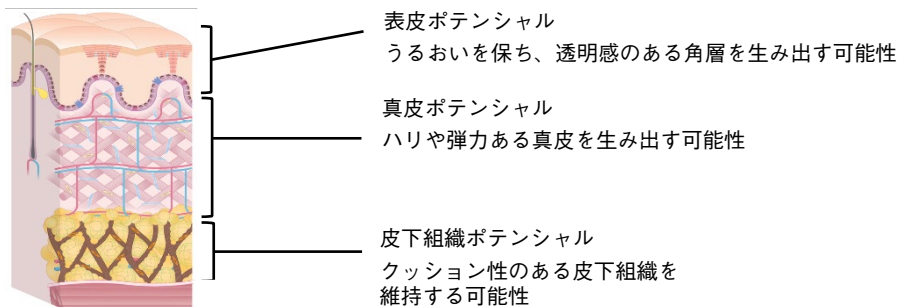 表皮ポテンシャル
うるおいを保ち、透明感のある角層を生み出す可能性
真皮ポテンシャル
ハリや弾力ある真皮を生み出す可能性
皮下組織ポテンシャル
クッション性のある皮下組織を
維持する可能性